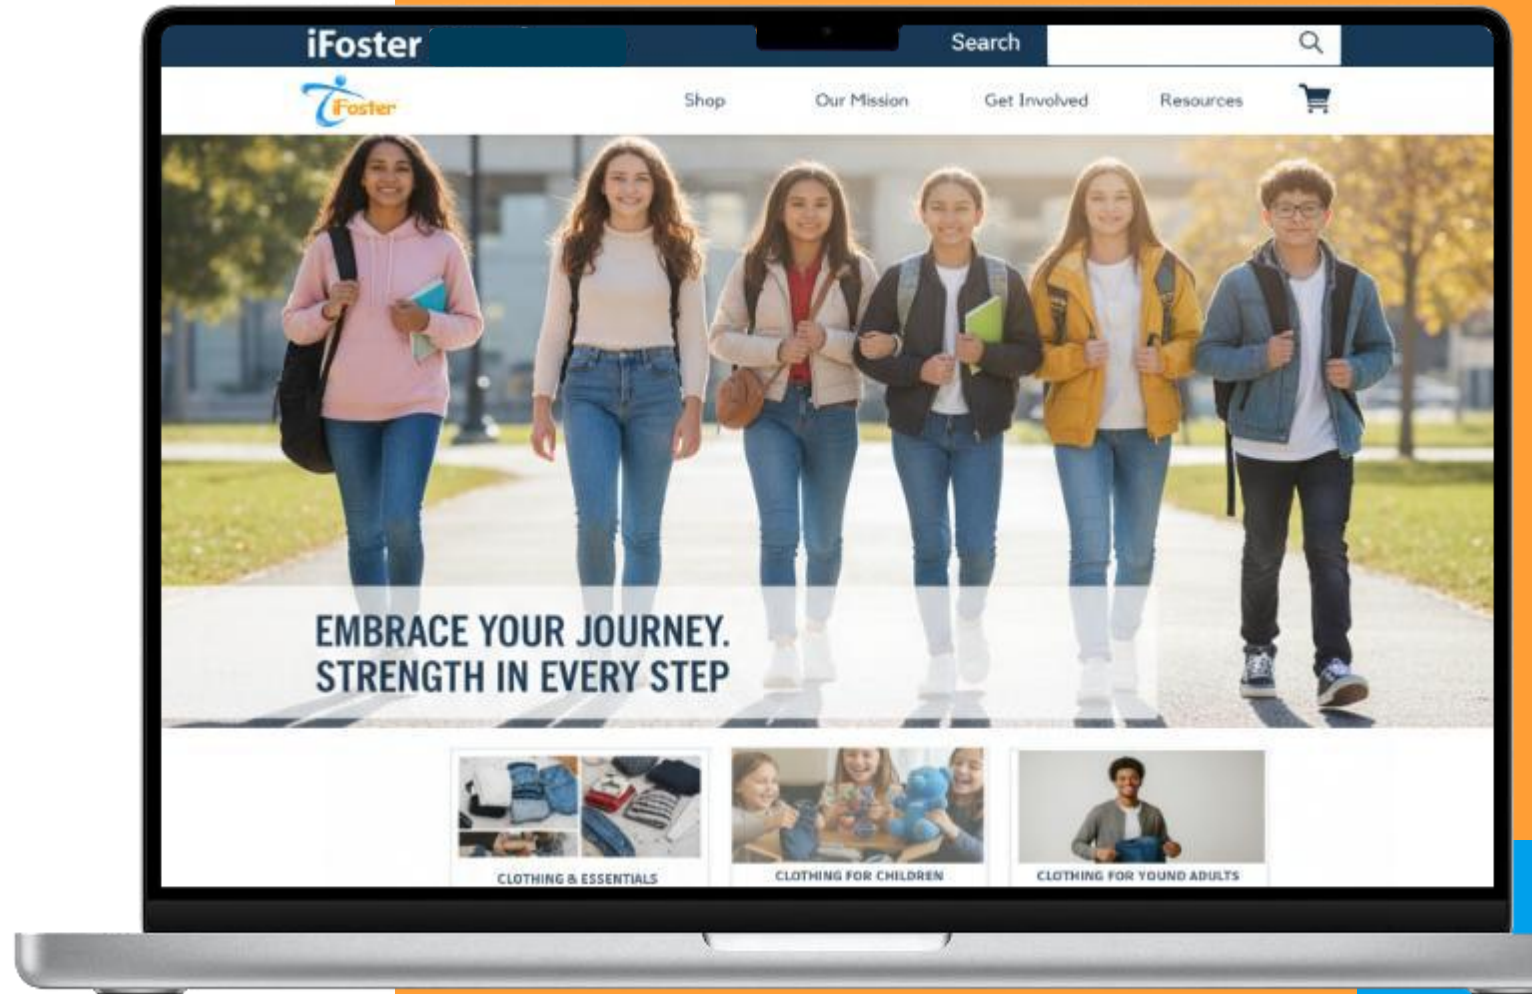 iFoster
Search
iFoster
Shop
Our Mission
Get Involved
Resources
EMBRACE YOUR JOURNEY.
STRENGTH IN EVERY STEP
CLOTHING & ESSENTIALS
CLOTHING FOR CHILDREN
CLOTHING FOR YOUND ADULTS